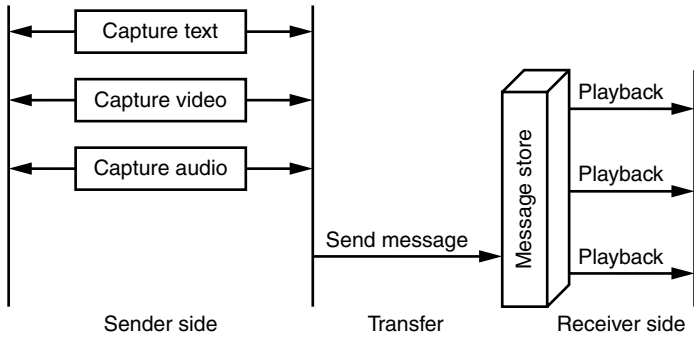 Capture text
Capture video
Capture audio
Send message
Message store
Playback
Playback
Playback
Sender side
Transfer
Receiver side